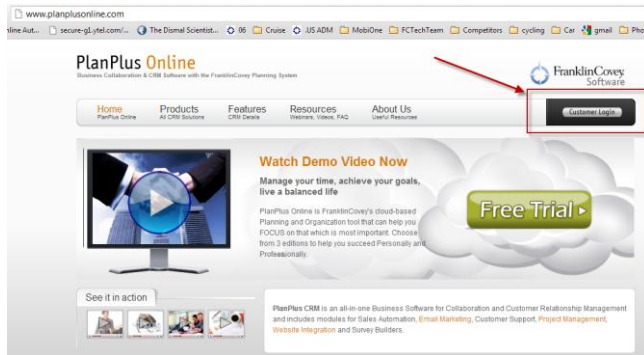 www.planplusonline.com
nline Aut...
secure-g1.ytel.com/...
The Dismal Scientist...
06
Cruise
.US ADM
MobiOne
FCTechTeam
Competitors
cycling
Car
gmail
Pho
PlanPlus Online
Business Collaboration & CRM Software with the FranklinCovey Planning System
FranklinCovey
Software
Home
PlanPlus Online
Products
All CRM Solutions
Features
CRM Details
Resources
Webinars, Videos, FAQ
About Us
Useful Resources
Customer Login
Watch Demo Video Now
Manage your time, achieve your goals,
live a balanced life
PlanPlus Online is FranklinCovey's cloud-based
Planning and Organization tool that can help you
FOCUS on that which is most important. Choose
from 3 editions to help you succeed Personally and
Professionally.
Free Trial
See it in action
PlanPlus CRM is an all-in-one Business Software for Collaboration and Customer Relationship Management
and includes modules for Sales Automation, Email Marketing, Customer Support, Project Management,
Website Integration and Survey Builders.